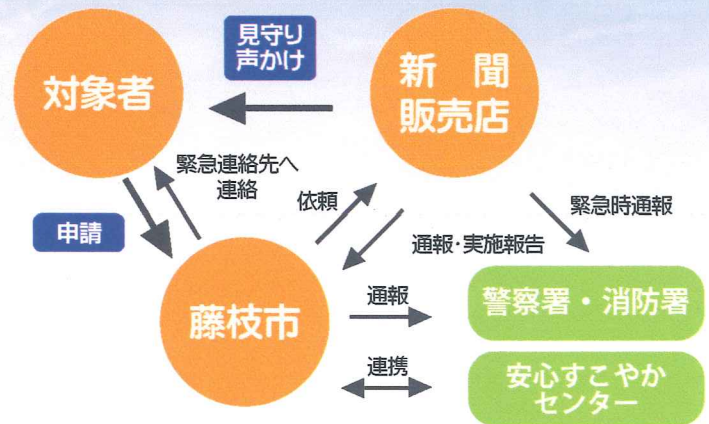 見守り
声かけ
対象者
新聞
販売店
緊急連絡先へ
連絡
依頼
緊急時通報
申請
通報・実施報告
藤枝市
通報
警察署・消防署
連携
安心すこやか
センター